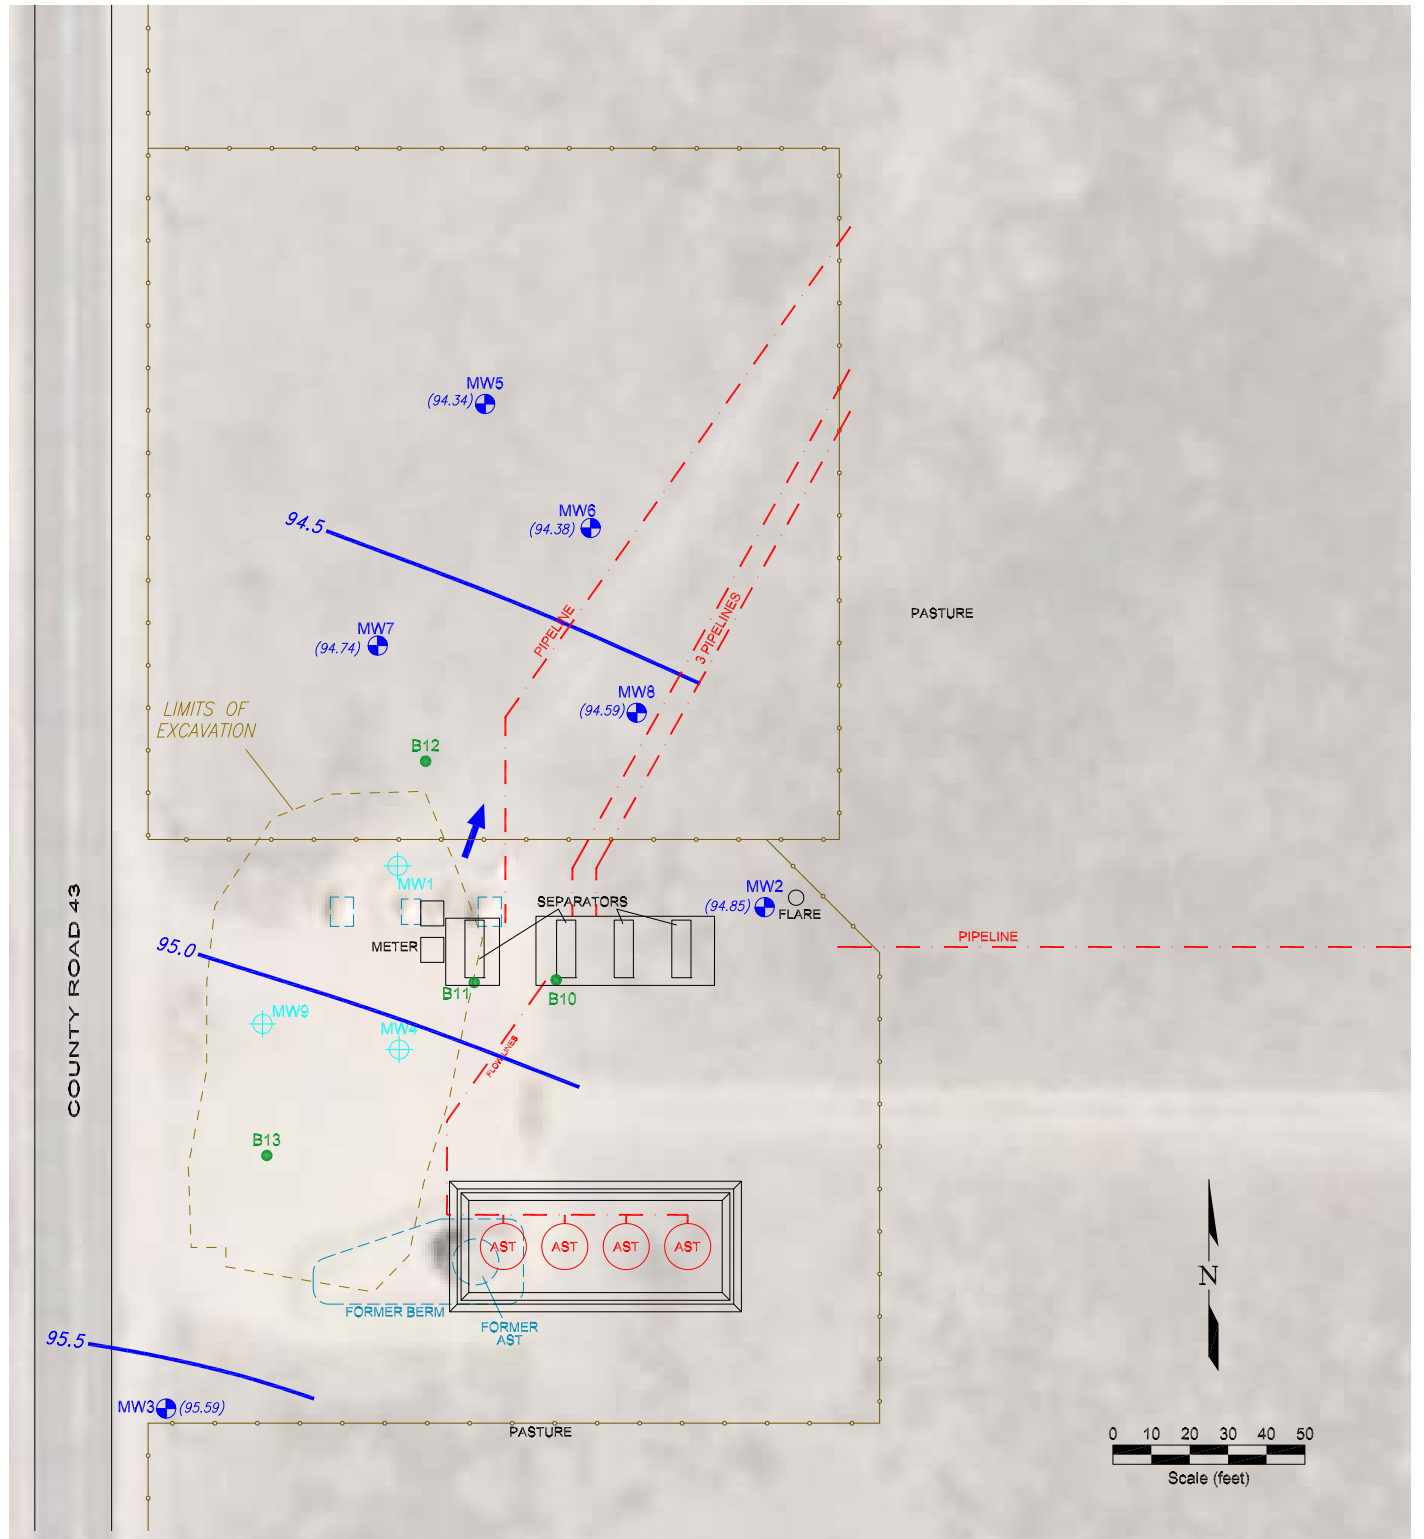 MW5
(94.34)
MW6
(94.38)
94.5
PIPELINE
3 PIPELINES
PASTURE
MW7
(94.74)
MW8
(94.59)
LIMITS OF
EXCAVATION
B12
MW1
SEPARATORS
MW2
(94.85)
FLARE
METER
95.0
PIPELINE
B11
B10
COUNTY ROAD 43
MW9
MW4
FLOWLINES
B13
AST
AST
AST
AST
FORMER BERM
FORMER
AST
95.5
MW3
(95.59)
PASTURE
N
0 10 20 30 40 50
Scale (feet)